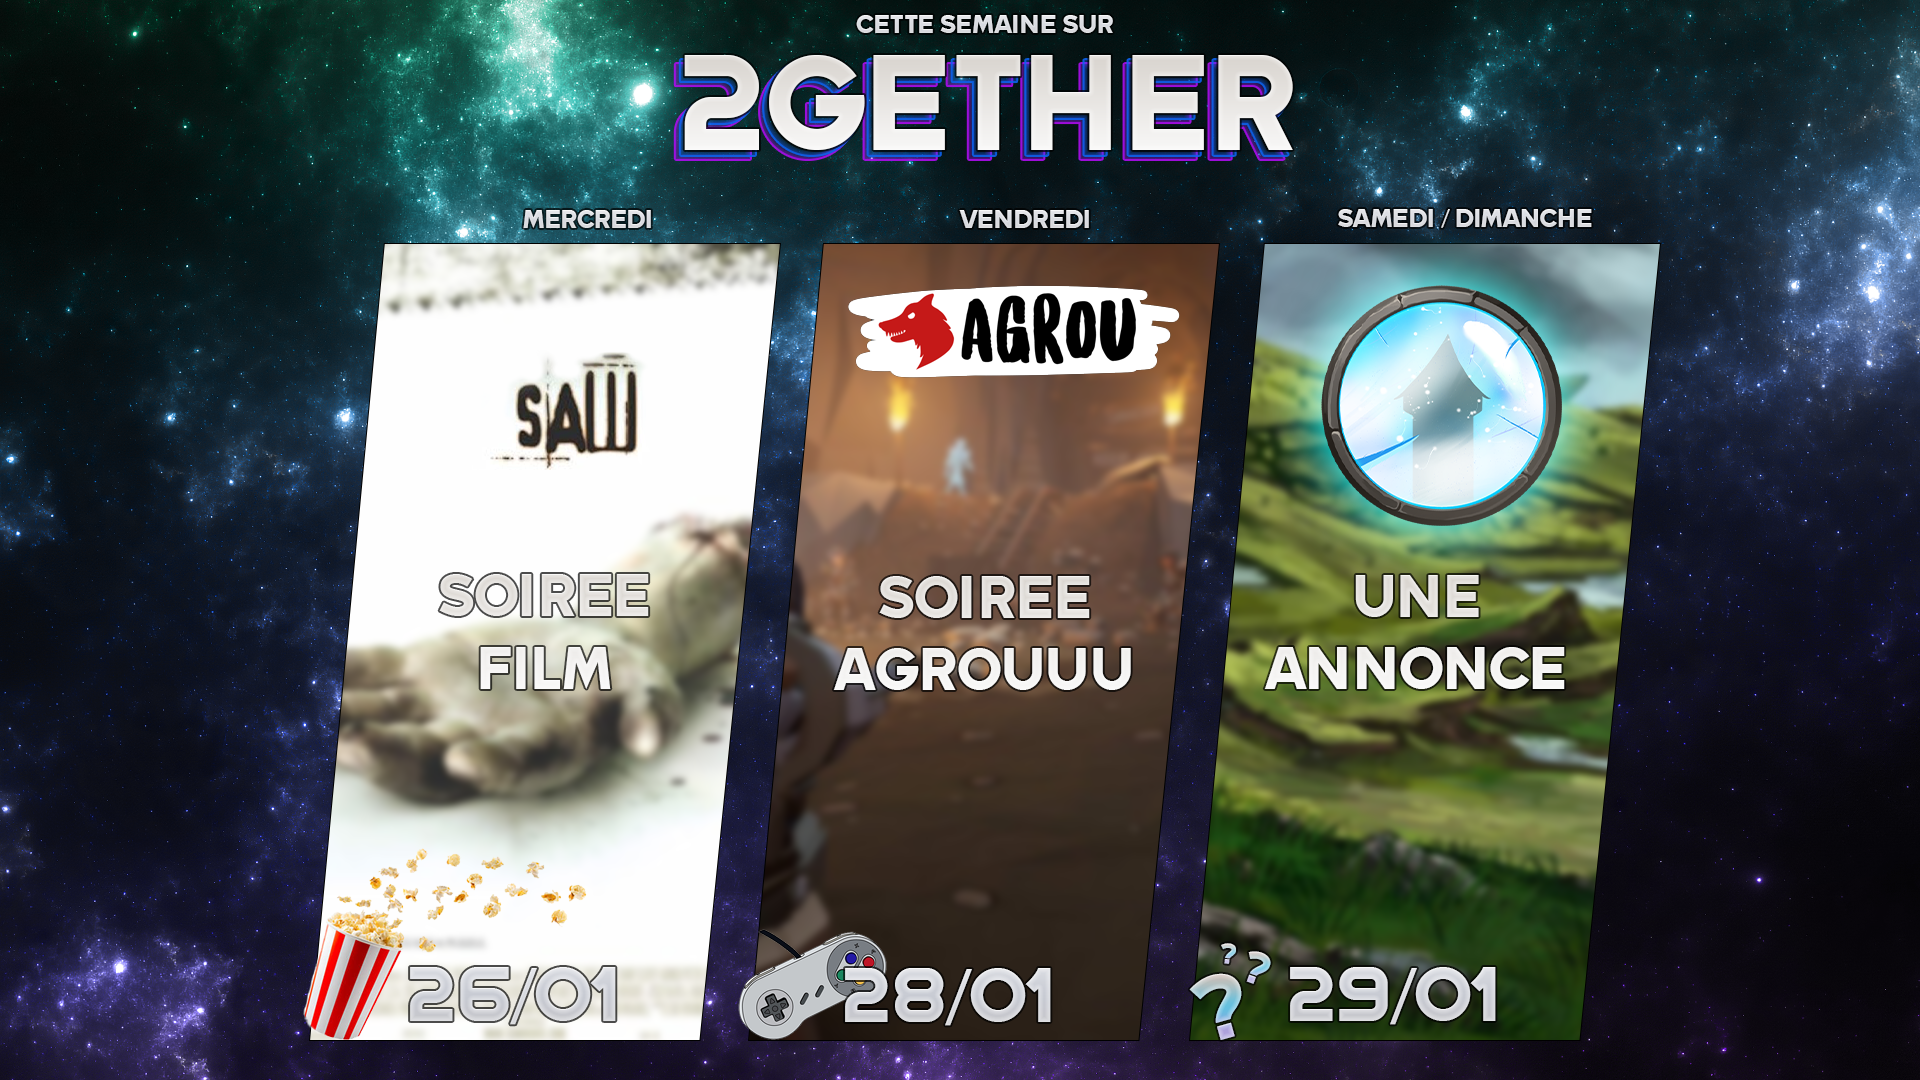 CETTE SEMAINE SUR
2GETHER
MERCREDI
SAW
SOIREE
FILM
26/01
VENDREDI
AGROU
SOIREE
AGROUUU
28/01
SAMEDI / DIMANCHE
UNE
ANNONCE
? ? ?
29/01